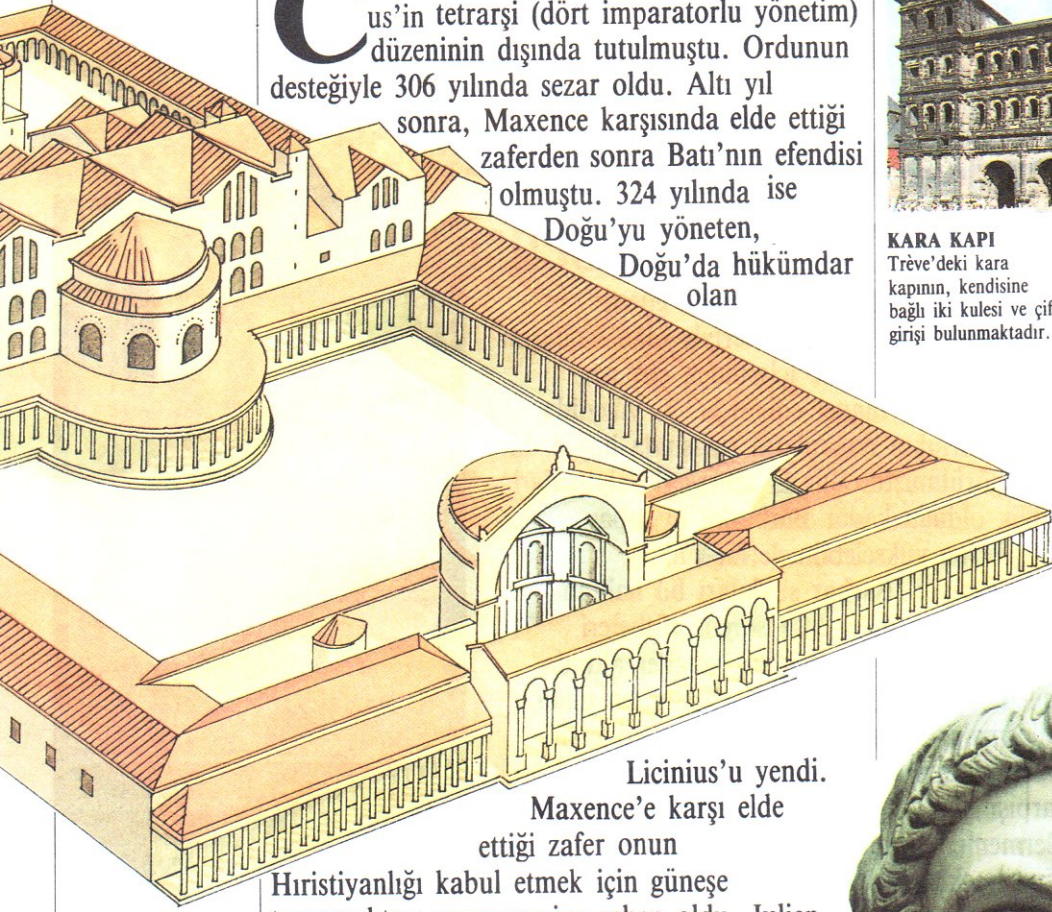 us'in tetrarşi (dört imparatorlu yönetim)
düzeninin dışında tutulmuştu. Ordunun
desteğiyle 306 yılında sezar oldu. Altı yıl
sonra, Maxence karşısında elde ettiği
zaferden sonra Batı'nın efendisi
olmuştu. 324 yılında ise
Doğu'yu yöneten,
Doğu'da hükümdar
olan
Licinius'u yendi.
Maxence'e karşı elde
ettiği zafer onun
Hıristiyanlığı kabul etmek için güneşe
KARA KAPI
Trève'deki kara
kapının, kendisine
bağlı iki kulesi ve çif
girişi bulunmaktadır.